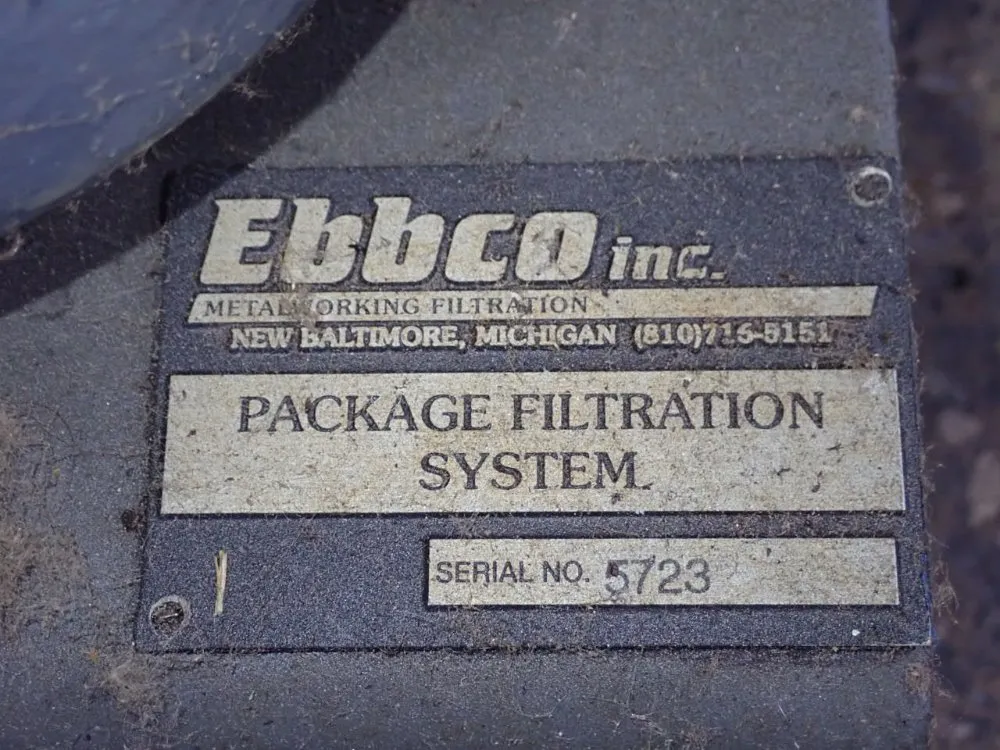 Ebbco inc.
METALWORKING FILTRATION
NEW BALTIMORE, MICHIGAN (810)716-5151
PACKAGE FILTRATION
SYSTEM
SERIAL NO. 5723